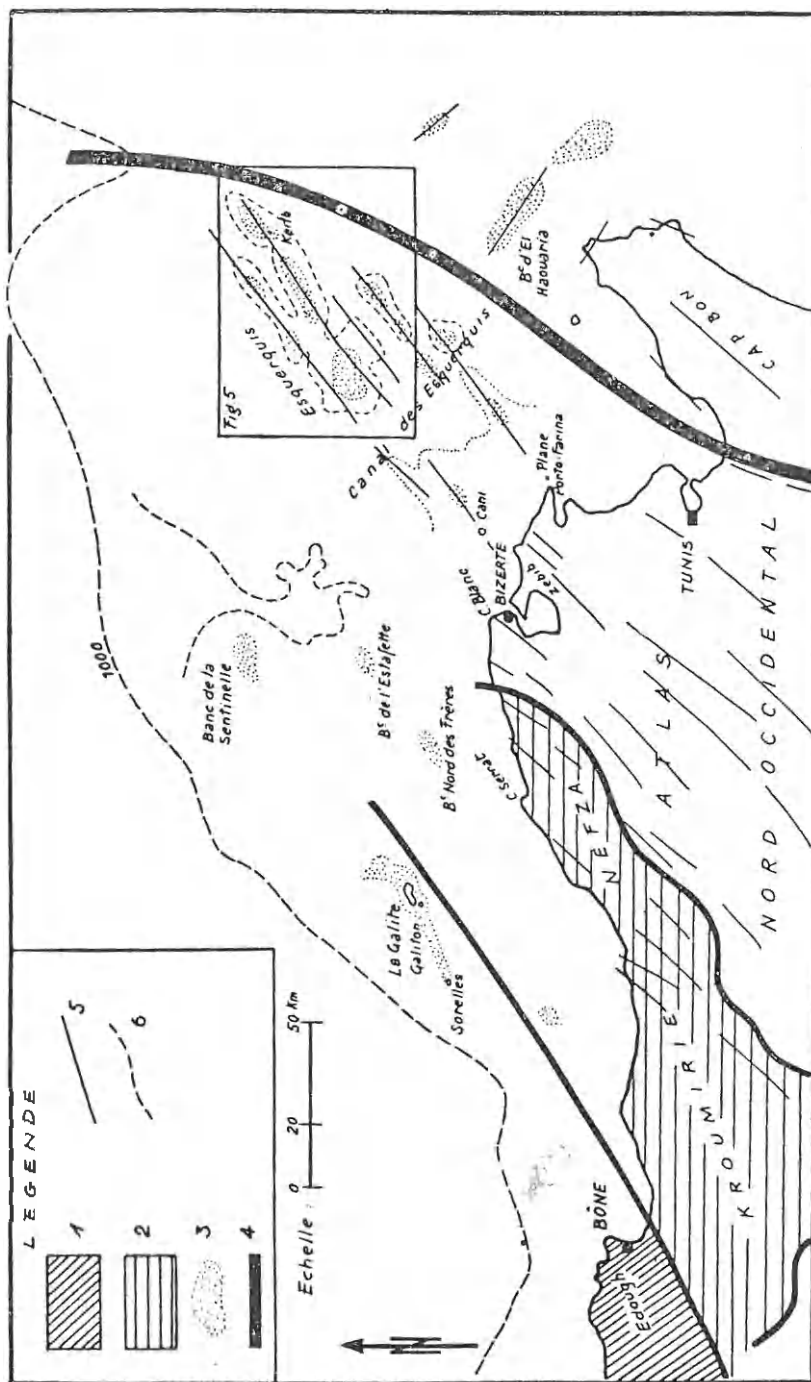 LEGENDE
1
2
3
4
5
6
Echelle :
0
20
50 Km
N
1000
Banc de la
Sentinelle
Bc de l'Estafette
Bc Nord des Frères
La Galite
Galiton
Sorelles
Fig. 5
Esquerquis
Kerb
Canal des Esquerquis
Bc d'El
Haouaria
CAP BON
Cani
Plane
Porto-Farina
C Blanc
BIZERTE
Zebib
C Serrat
TUNIS
NEFZA
KROUMIRIE
ATLAS
NORD OCCIDENTAL
BÔNE
Edough